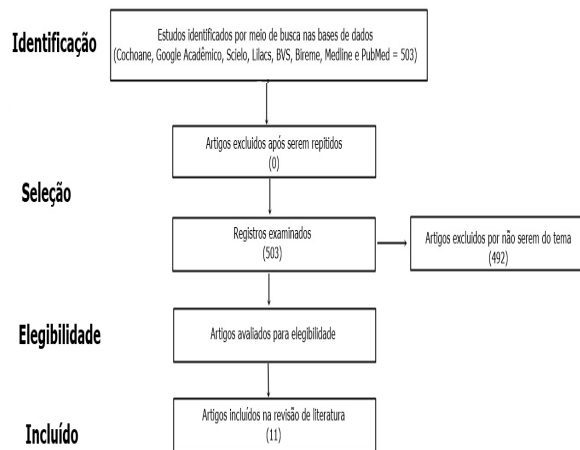 Identificação
Estudos identificados por meio de busca nas bases de dados
(Cochoane, Google Acadêmico, Scielo, Lilacs, BVS, Bireme, Medline e PubMed = 503)
Artigos excluidos após serem repitidos
(0)
Seleção
Registros examinados
(503)
Artigos excluidos por não serem do tema
(492)
Elegibilidade
Artigos avaliados para elegibilidade
Incluído
Artigos incluídos na revisão de literatura
(11)